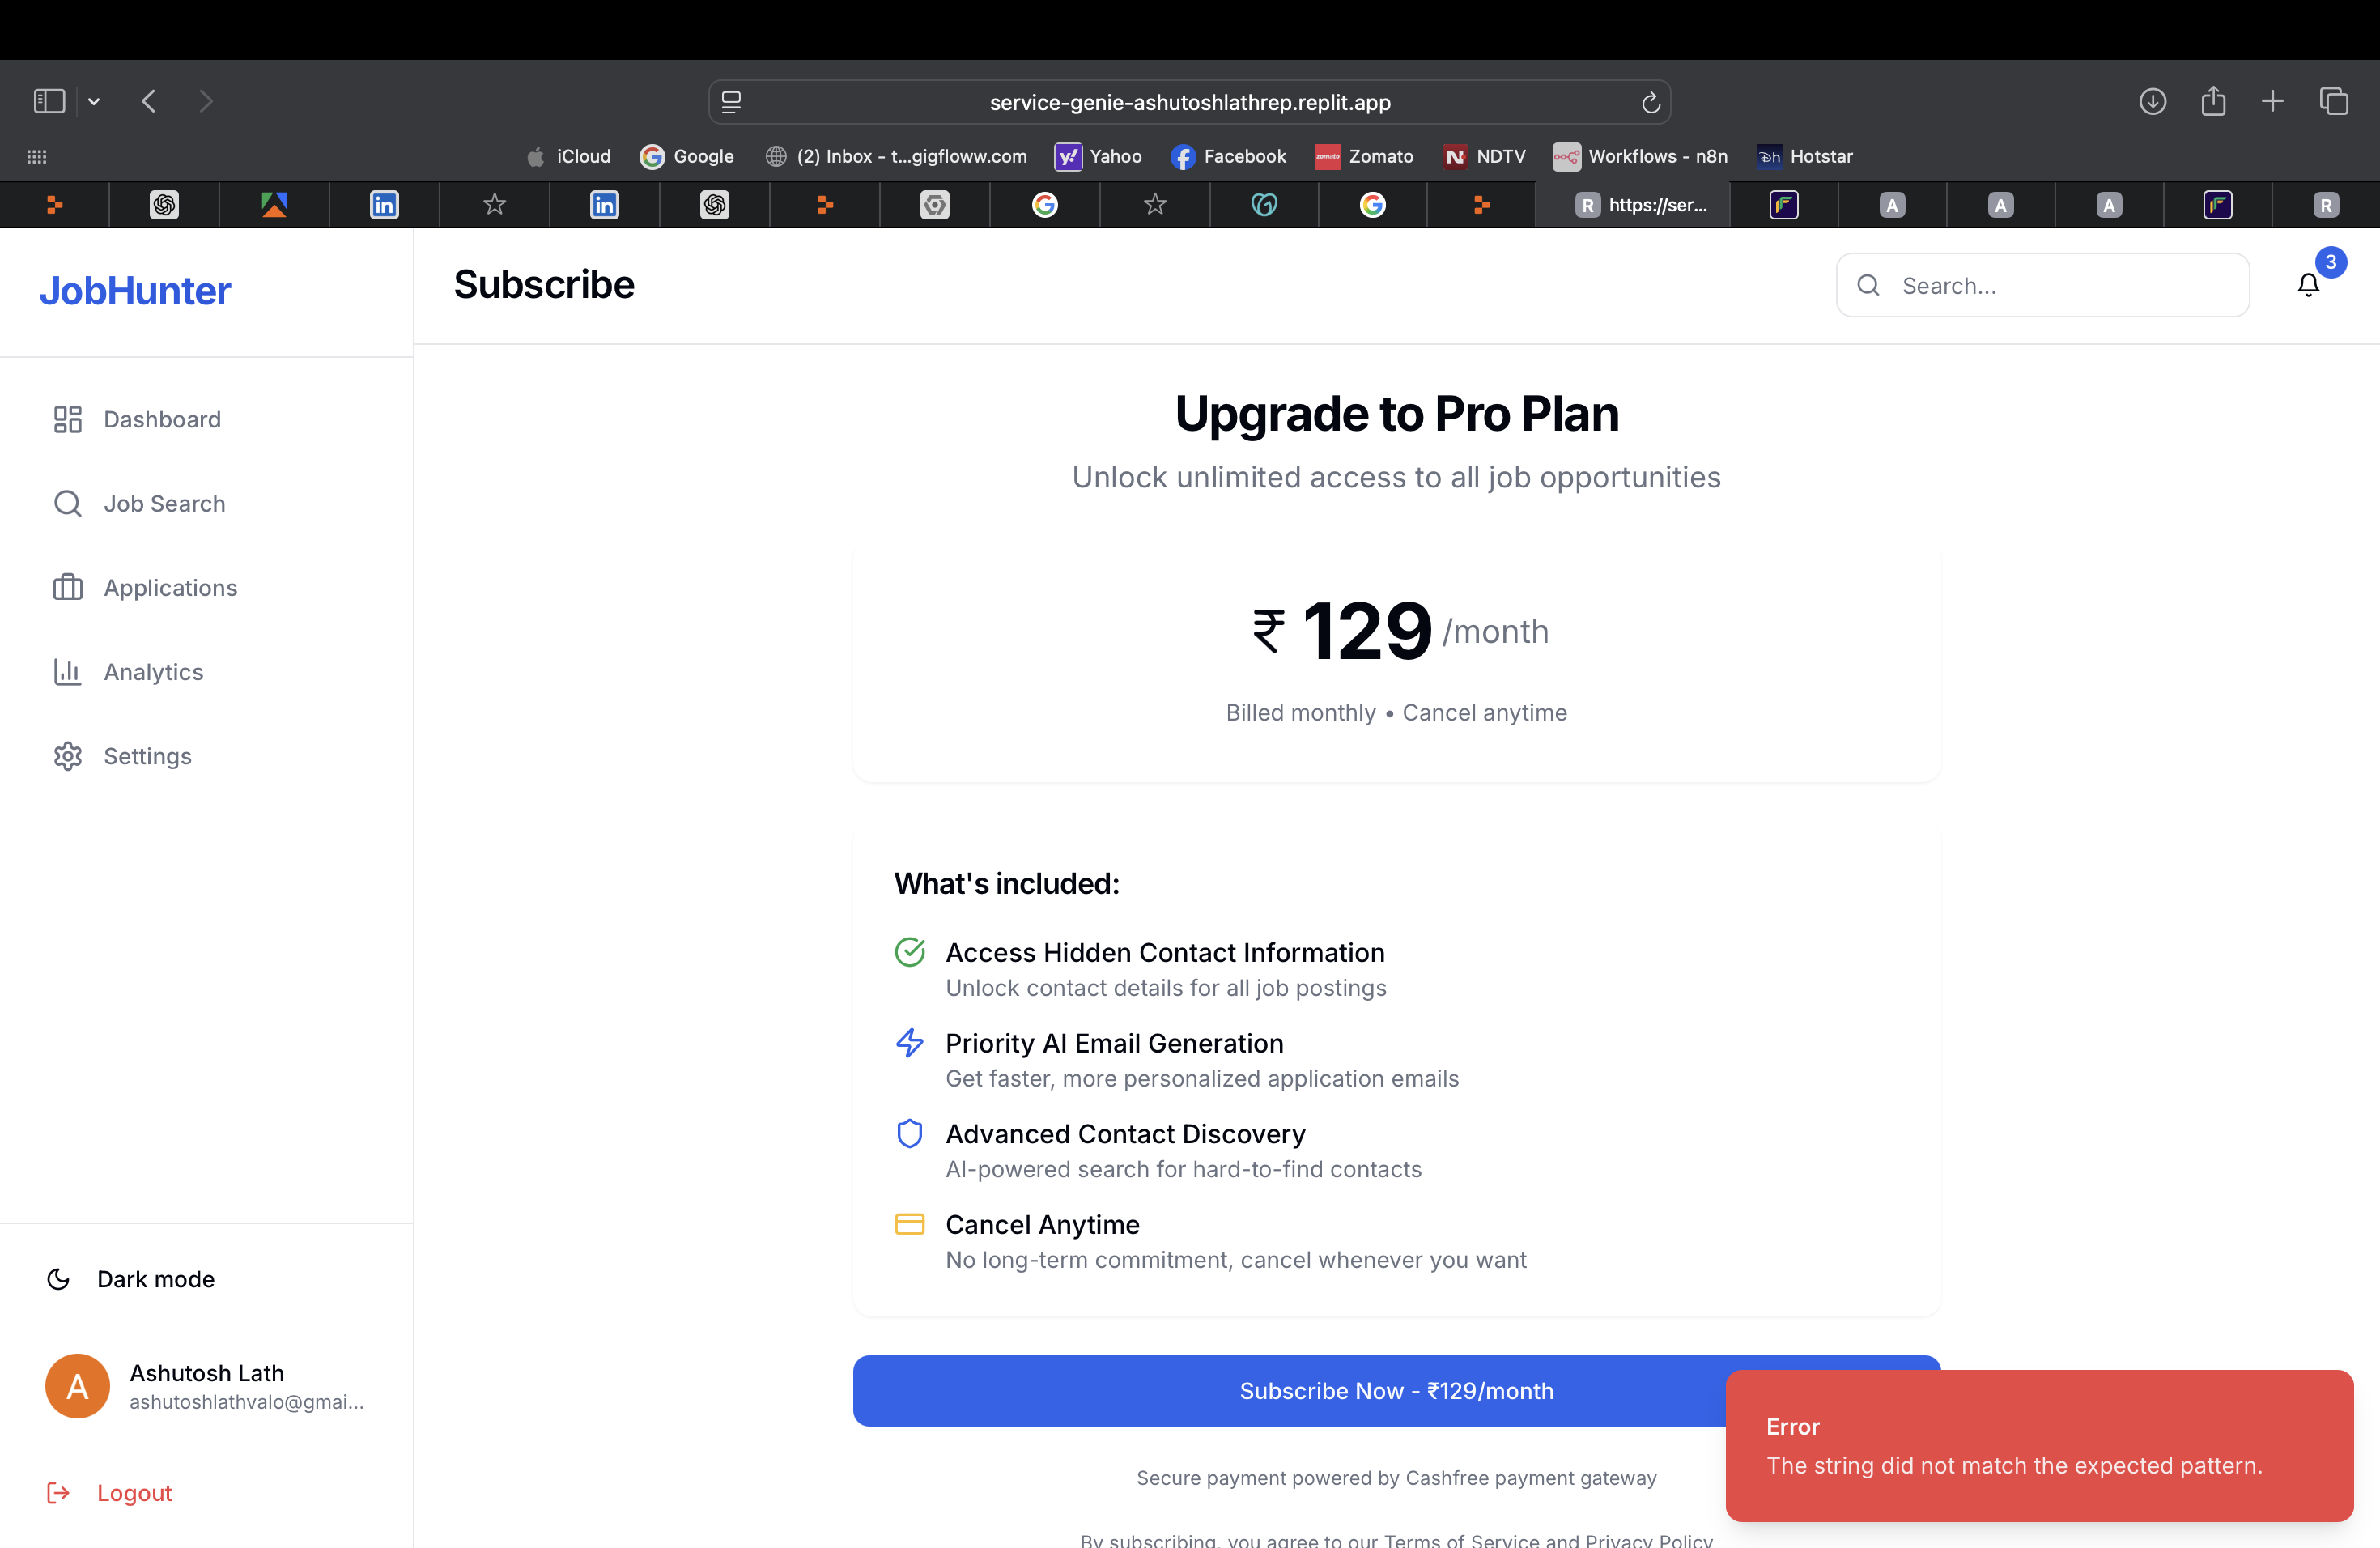 service-genie-ashutoshlathrep.replit.app
iCloud Google (2) Inbox - t...gigfloww.com Yahoo Facebook Zomato NDTV Workflows - n8n Hotstar
R https://ser... A A A R
JobHunter
Subscribe
Search...
3
Dashboard
Job Search
Applications
Analytics
Settings
Dark mode
A
Ashutosh Lath
ashutoshlathvalo@gmai...
Logout
Upgrade to Pro Plan
Unlock unlimited access to all job opportunities
₹ 129 /month
Billed monthly • Cancel anytime
What's included:
Access Hidden Contact Information
Unlock contact details for all job postings
Priority AI Email Generation
Get faster, more personalized application emails
Advanced Contact Discovery
AI-powered search for hard-to-find contacts
Cancel Anytime
No long-term commitment, cancel whenever you want
Subscribe Now - ₹129/month
Secure payment powered by Cashfree payment gateway
By subscribing, you agree to our Terms of Service and Privacy Policy
Error
The string did not match the expected pattern.